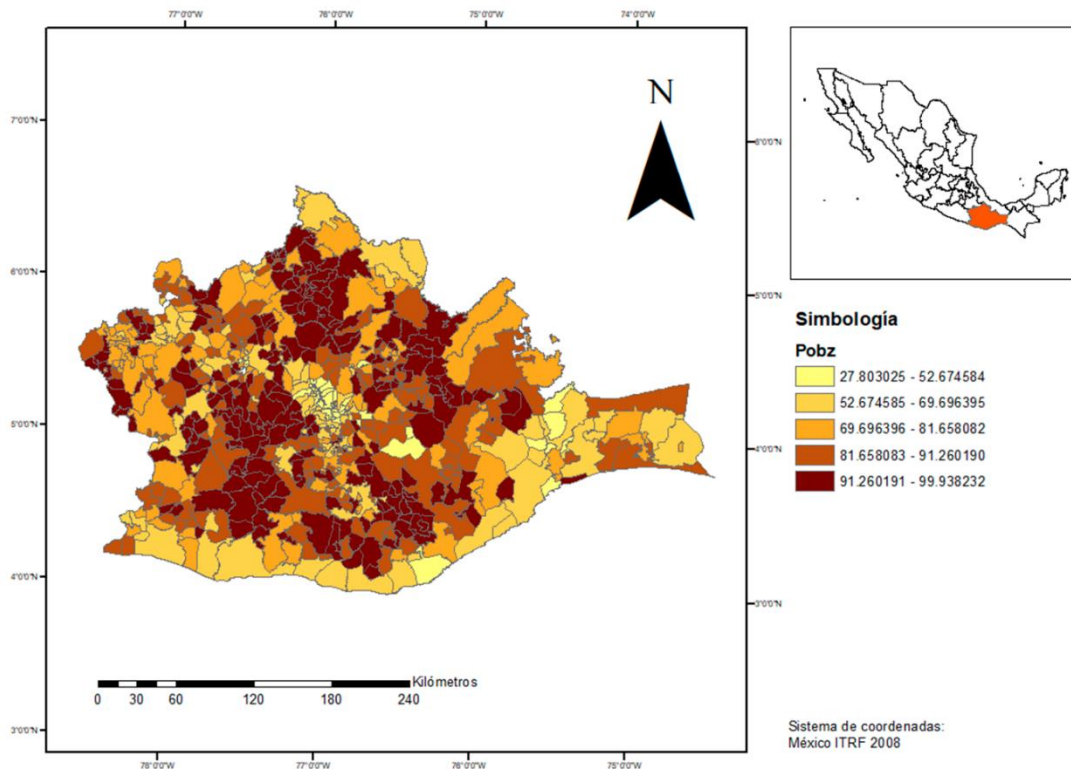 77°0'0"W 76°0'0"W 75°0'0"W 74°0'0"W
N
7°0'0"N
6°0'0"N
6°0'0"N
5°0'0"N
5°0'0"N
4°0'0"N
4°0'0"N
3°0'0"N
3°0'0"N
Kilómetros
0 30 60 120 180 240
78°0'0"W 77°0'0"W 76°0'0"W 75°0'0"W
Simbología
Pobz
27.803025 - 52.674584
52.674585 - 69.696395
69.696396 - 81.658082
81.658083 - 91.260190
91.260191 - 99.938232
Sistema de coordenadas:
México ITRF 2008